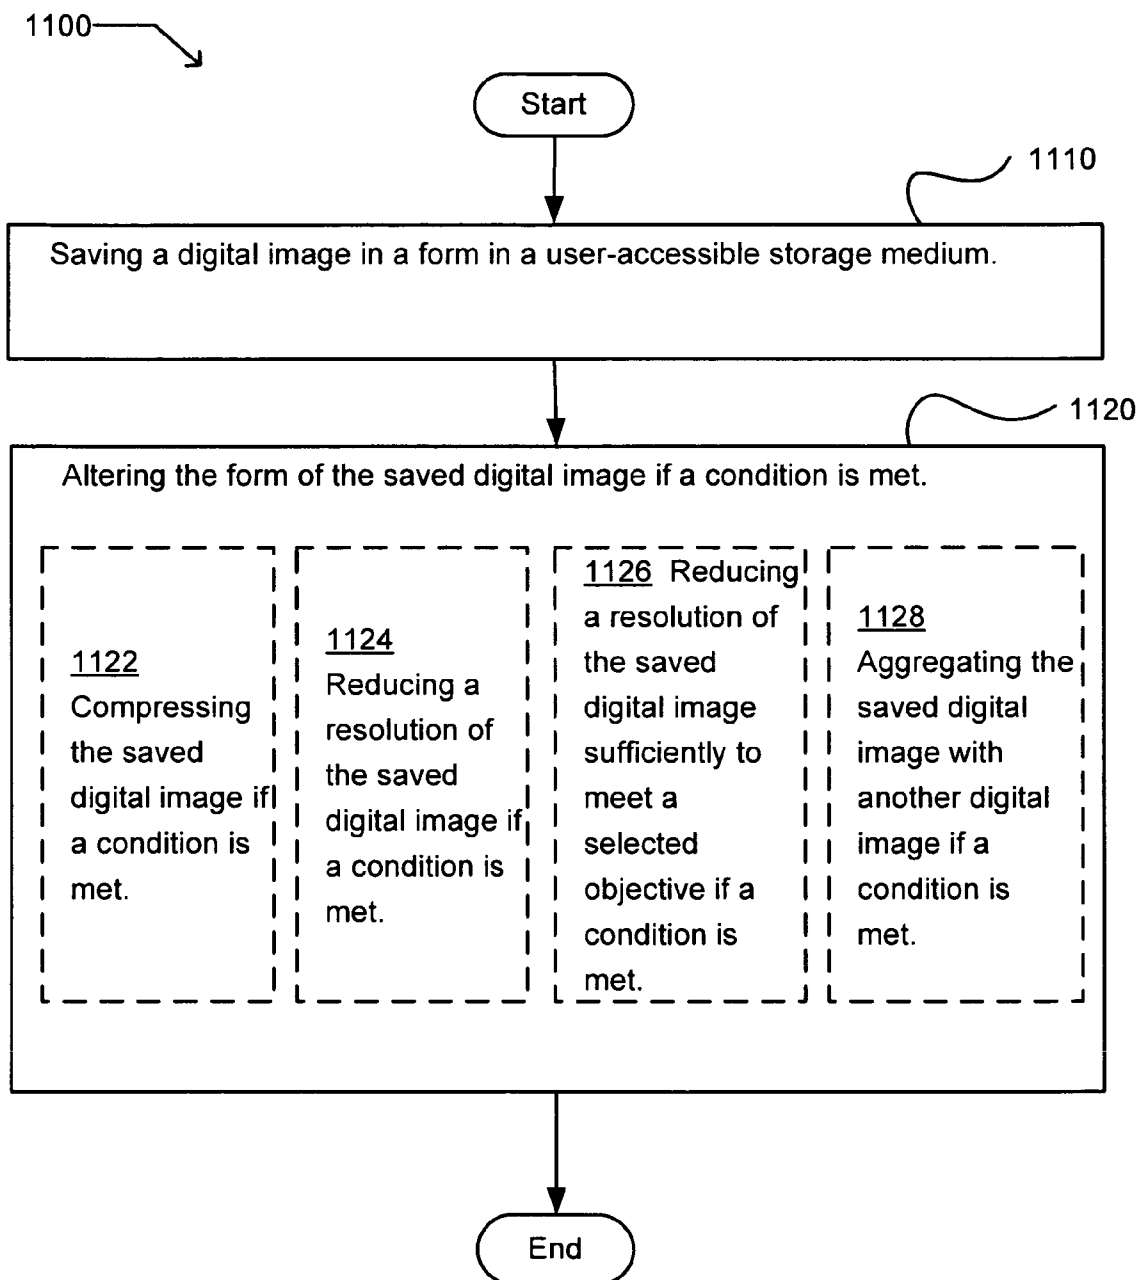 1100
Start
1110
Saving a digital image in a form in a user-accessible storage medium.
1120
Altering the form of the saved digital image if a condition is met.
1122
Compressing
the saved
digital image if
a condition is
met.
1124
Reducing a
resolution of
the saved
digital image if
a condition is
met.
1126 Reducing
a resolution of
the saved
digital image
sufficiently to
meet a
selected
objective if a
condition is
met.
1128
Aggregating the
saved digital
image with
another digital
image if a
condition is
met.
End